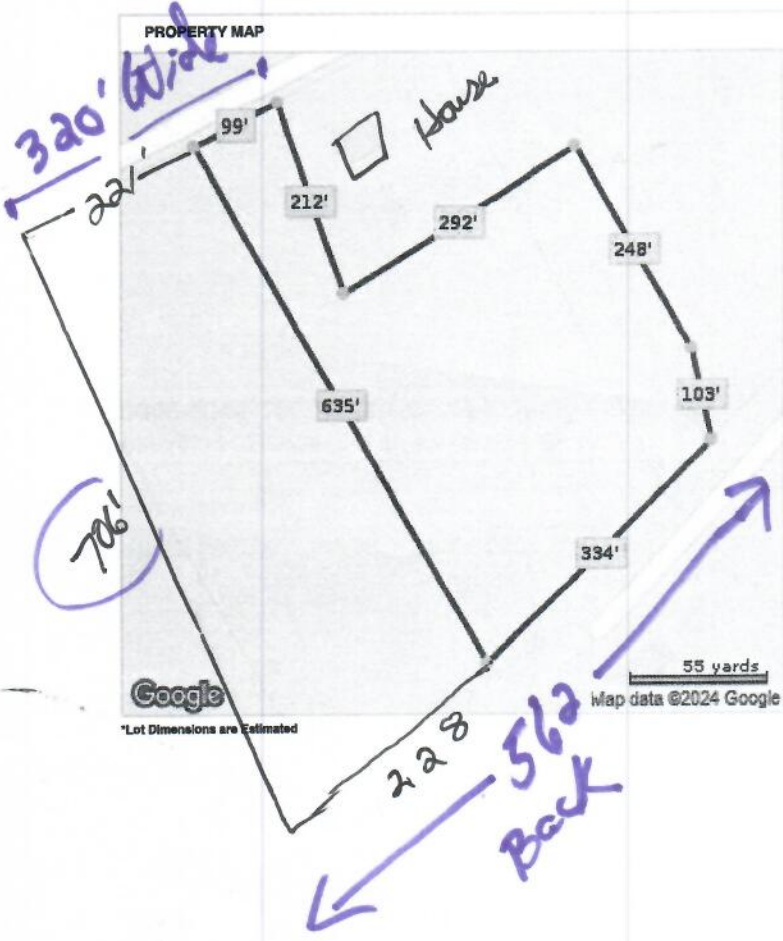 PROPERTY MAP
320' Wide
99'
221'
House
212'
292'
248'
635'
103'
706'
334'
55 yards
Google
Map data ©2024 Google
*Lot Dimensions are Estimated
228
562
Back